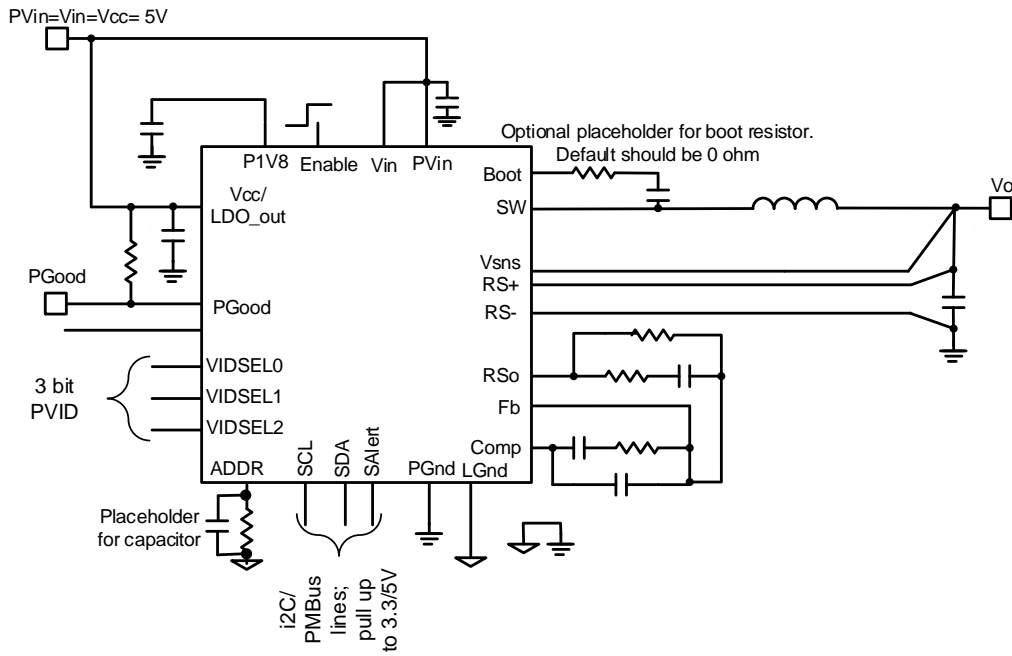 PVin=Vin=Vcc= 5V
Optional placeholder for boot resistor.
Default should be 0 ohm
P1V8
Enable
Vin
PVin
Boot
Vcc/
LDO_out
SW
Vo
Vsns
RS+
RS-
PGood
PGood
VIDSEL0
VIDSEL1
VIDSEL2
3 bit
PVID
RSo
Fb
Comp
ADDR
SCL
SDA
SAlert
PGnd
LGnd
Placeholder
for capacitor
i2C/
PMBus
lines;
pull up
to 3.3/5V